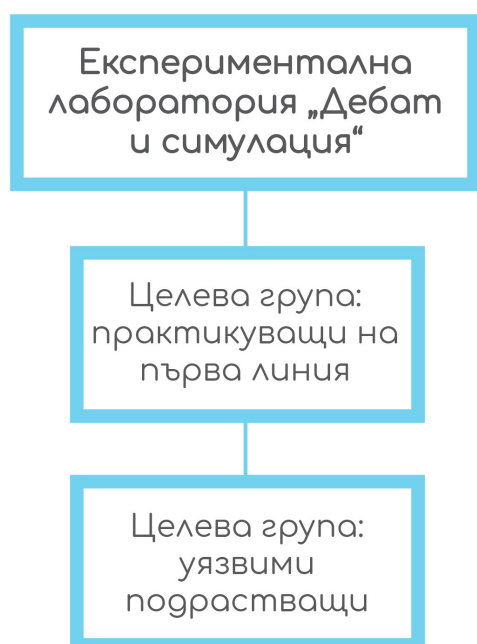 Експериментална
лаборатория „Дебат
и симулация“
Целева група:
практикуващи на
първа линия
Целева група:
уязвими
подрастващи